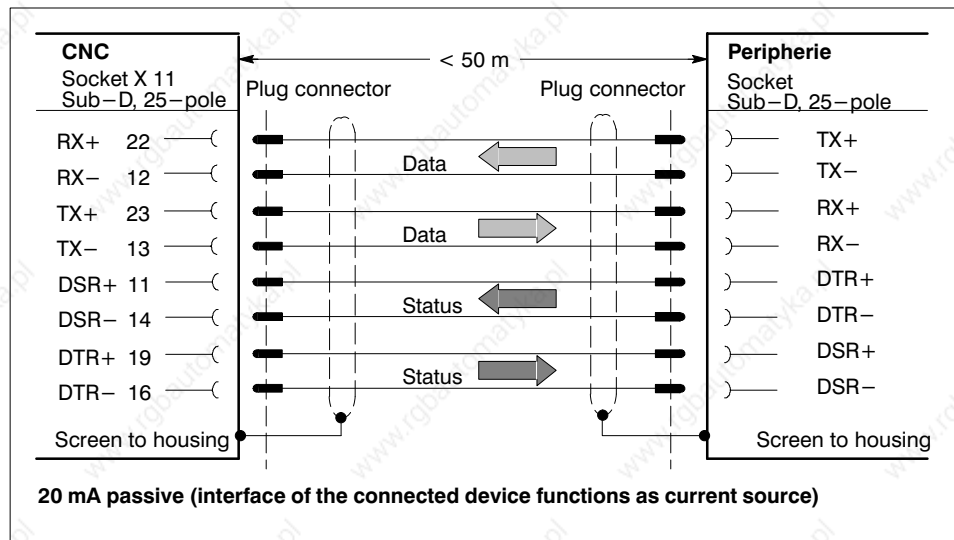 CNC
Socket X 11
Sub–D, 25–pole
< 50 m
Peripherie
Socket
Sub–D, 25–pole
Plug connector
Plug connector
RX+ 22
TX+
Data
RX– 12
TX–
TX+ 23
RX+
Data
TX– 13
RX–
DSR+ 11
DTR+
Status
DSR– 14
DTR–
DTR+ 19
DSR+
Status
DTR– 16
DSR–
Screen to housing
Screen to housing
20 mA passive (interface of the connected device functions as current source)
www.rgbautomatyka.pl